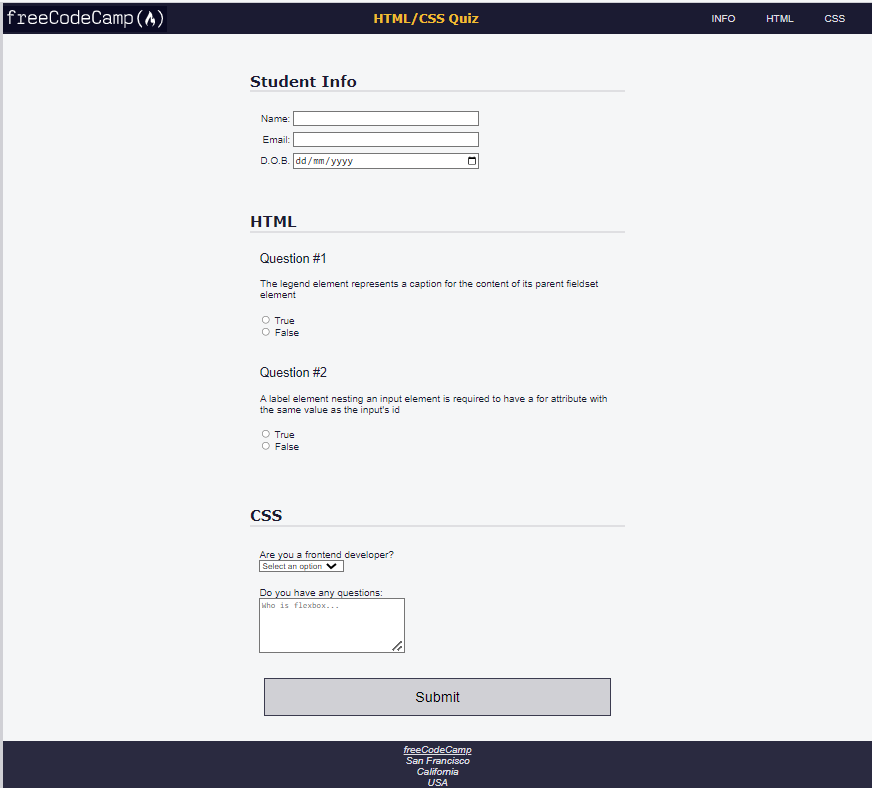 freeCodeCamp(🔥)
HTML/CSS Quiz
INFO
HTML
CSS
Student Info
Name:
Email:
D.O.B.
dd/mm/yyyy
HTML
Question #1
The legend element represents a caption for the content of its parent fieldset
element
True
False
Question #2
A label element nesting an input element is required to have a for attribute with
the same value as the input's id
True
False
CSS
Are you a frontend developer?
Select an option
Do you have any questions:
Who is flexbox...
Submit
freeCodeCamp
San Francisco
California
USA